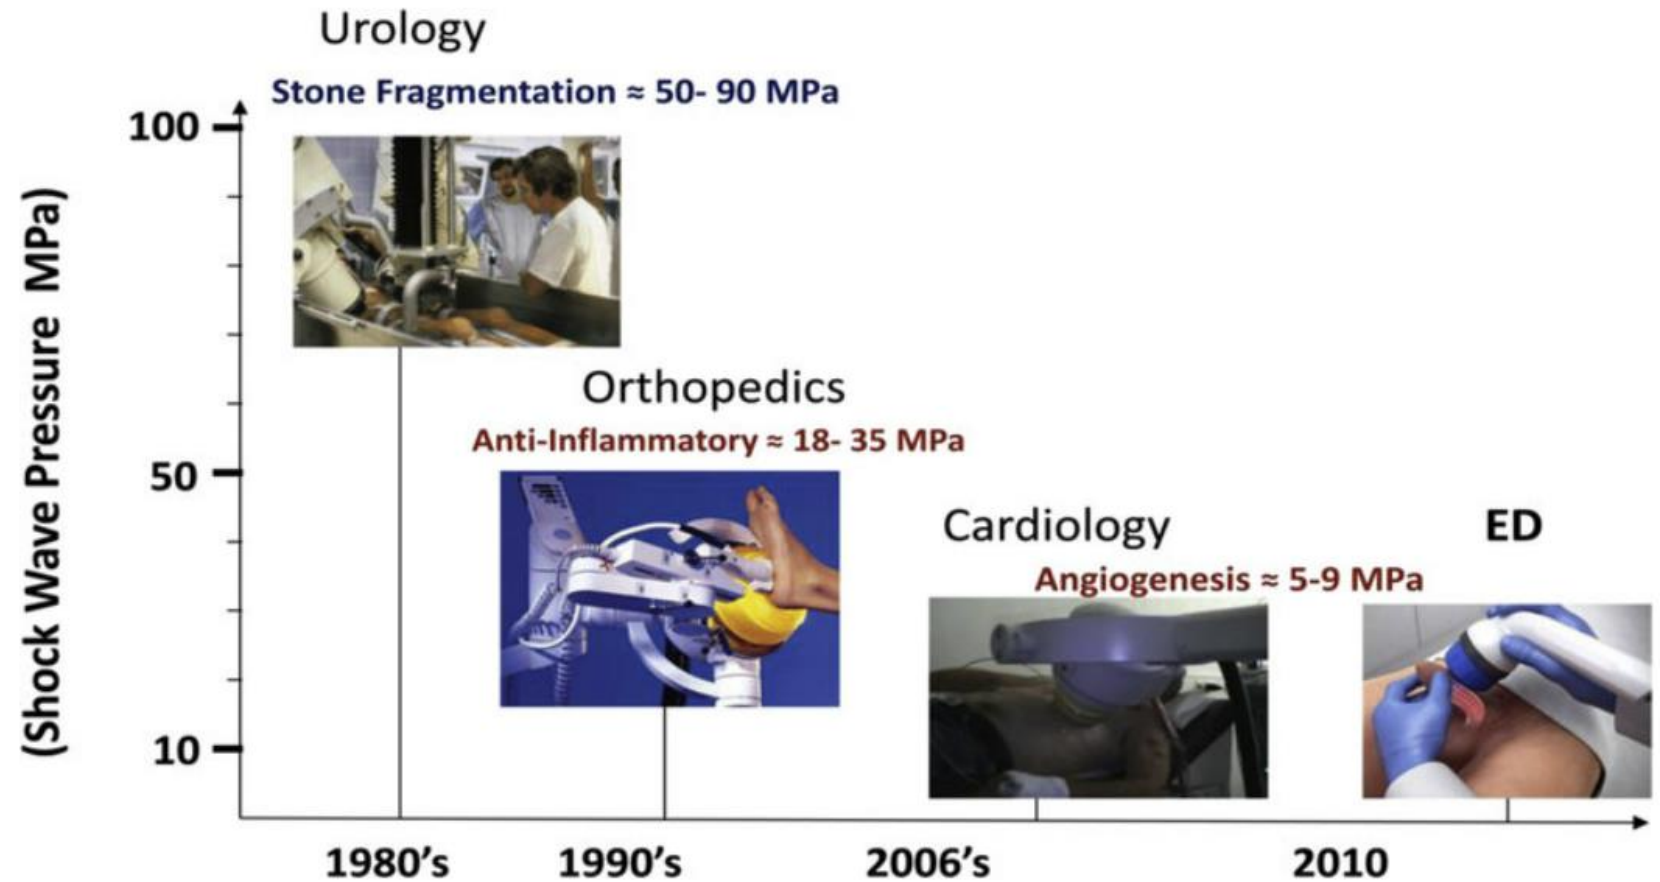 Urology
Stone Fragmentation ≈ 50- 90 MPa
100
(Shock Wave Pressure  MPa)
Orthopedics
Anti-Inflammatory ≈ 18- 35 MPa
50
Cardiology
ED
Angiogenesis ≈ 5-9 MPa
10
1980’s
1990’s
2006’s
2010